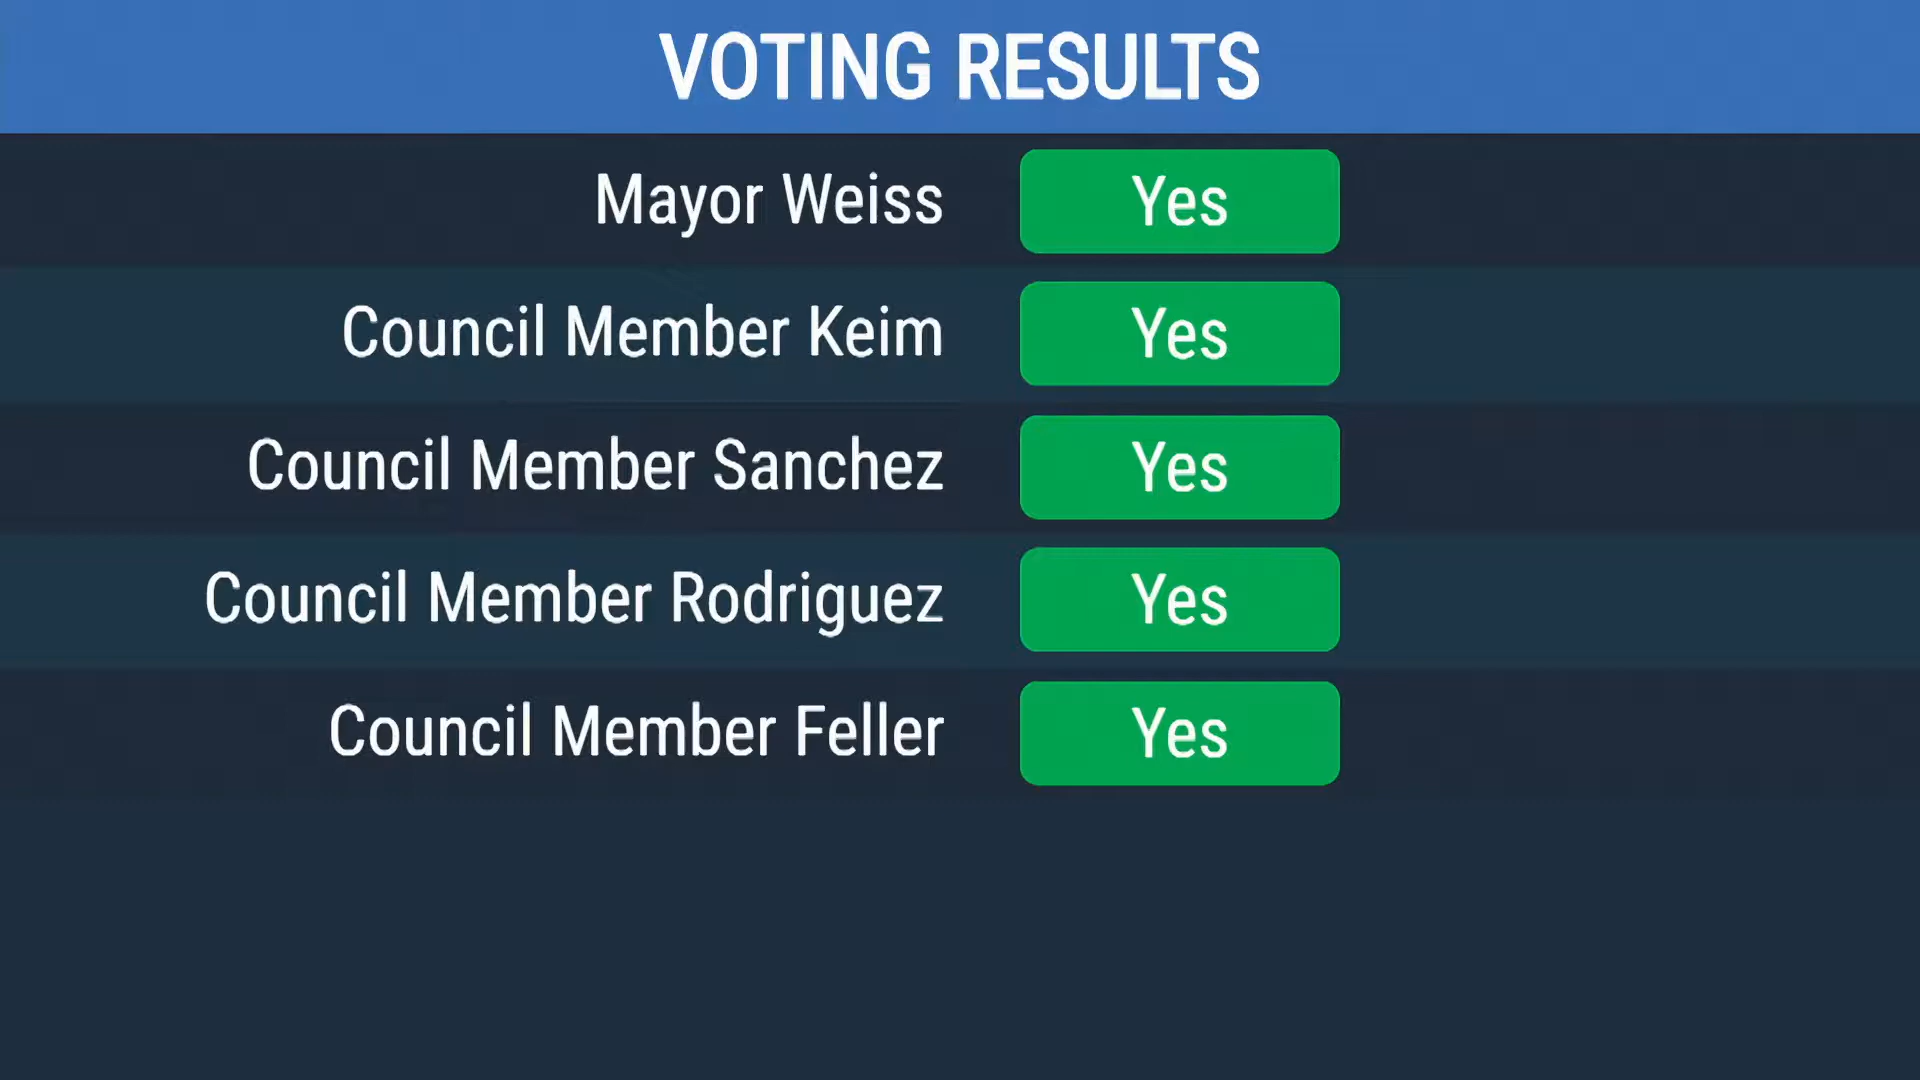 VOTING RESULTS
Mayor Weiss Yes
Council Member Keim Yes
Council Member Sanchez Yes
Council Member Rodriguez Yes
Council Member Feller Yes